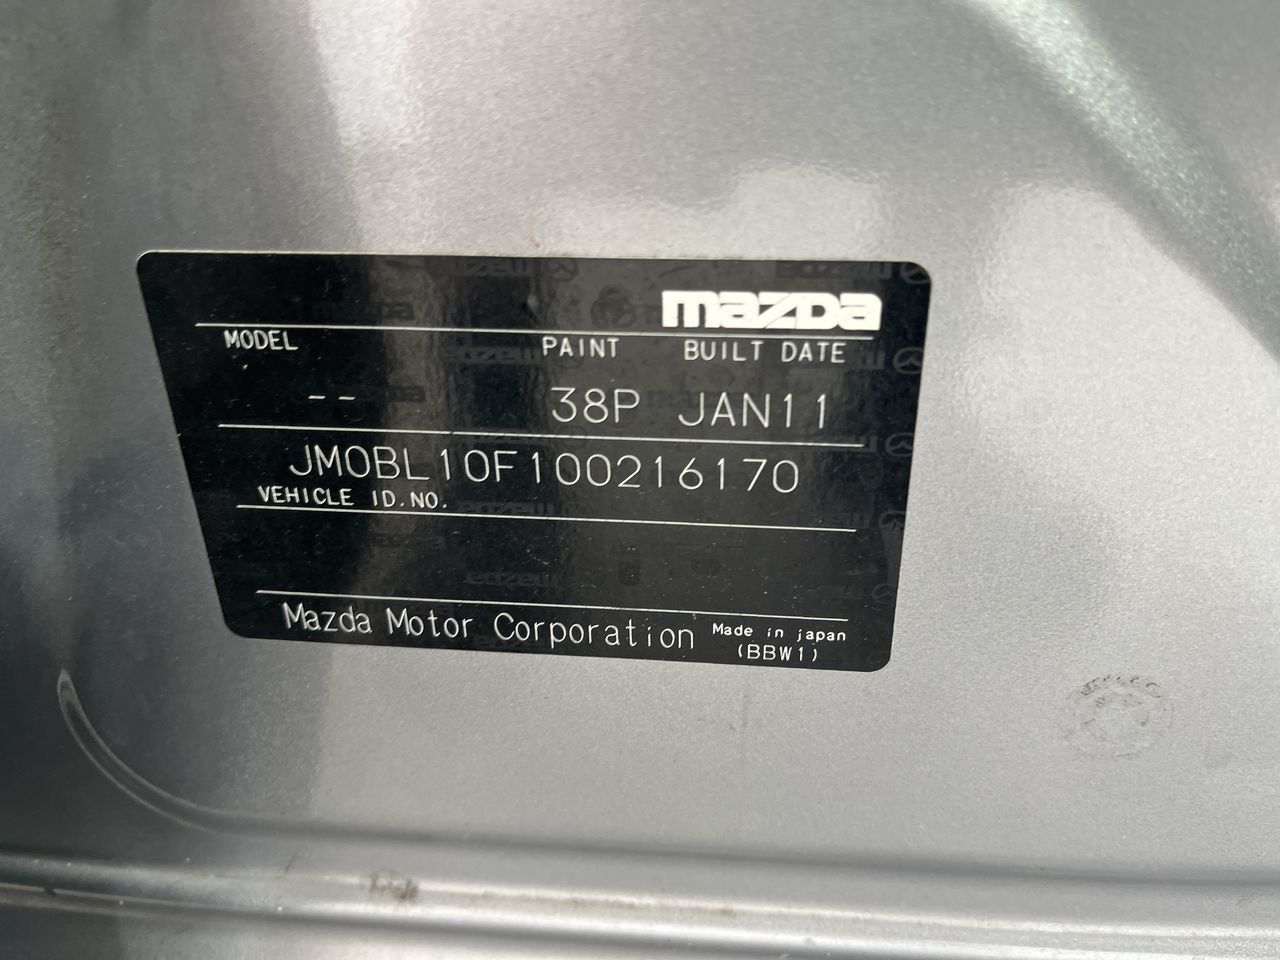 mazda
MODEL PAINT BUILT DATE
-- 38P JAN11
JM0BL10F100216170
VEHICLE ID.NO.
Mazda Motor Corporation Made in japan
(BBW1)